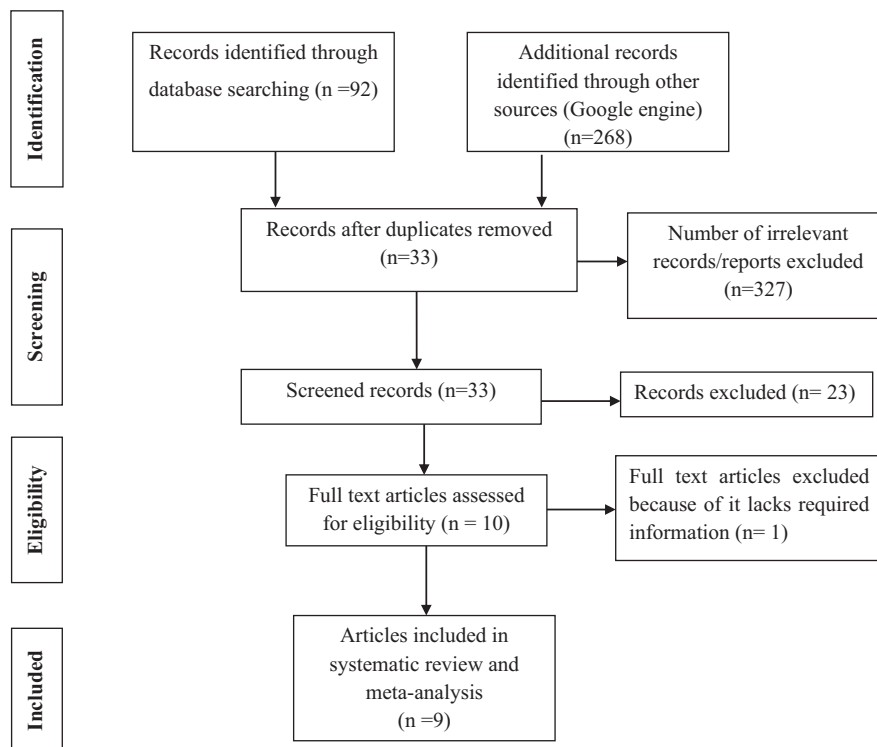 Identification
Records identified through
database searching (n =92)
Additional records
identified through other
sources (Google engine)
(n=268)
Screening
Records after duplicates removed
(n=33)
Number of irrelevant
records/reports excluded
(n=327)
Screened records (n=33)
Records excluded (n= 23)
Eligibility
Full text articles assessed
for eligibility (n = 10)
Full text articles excluded
because of it lacks required
information (n= 1)
Included
Articles included in
systematic review and
meta-analysis
(n =9)